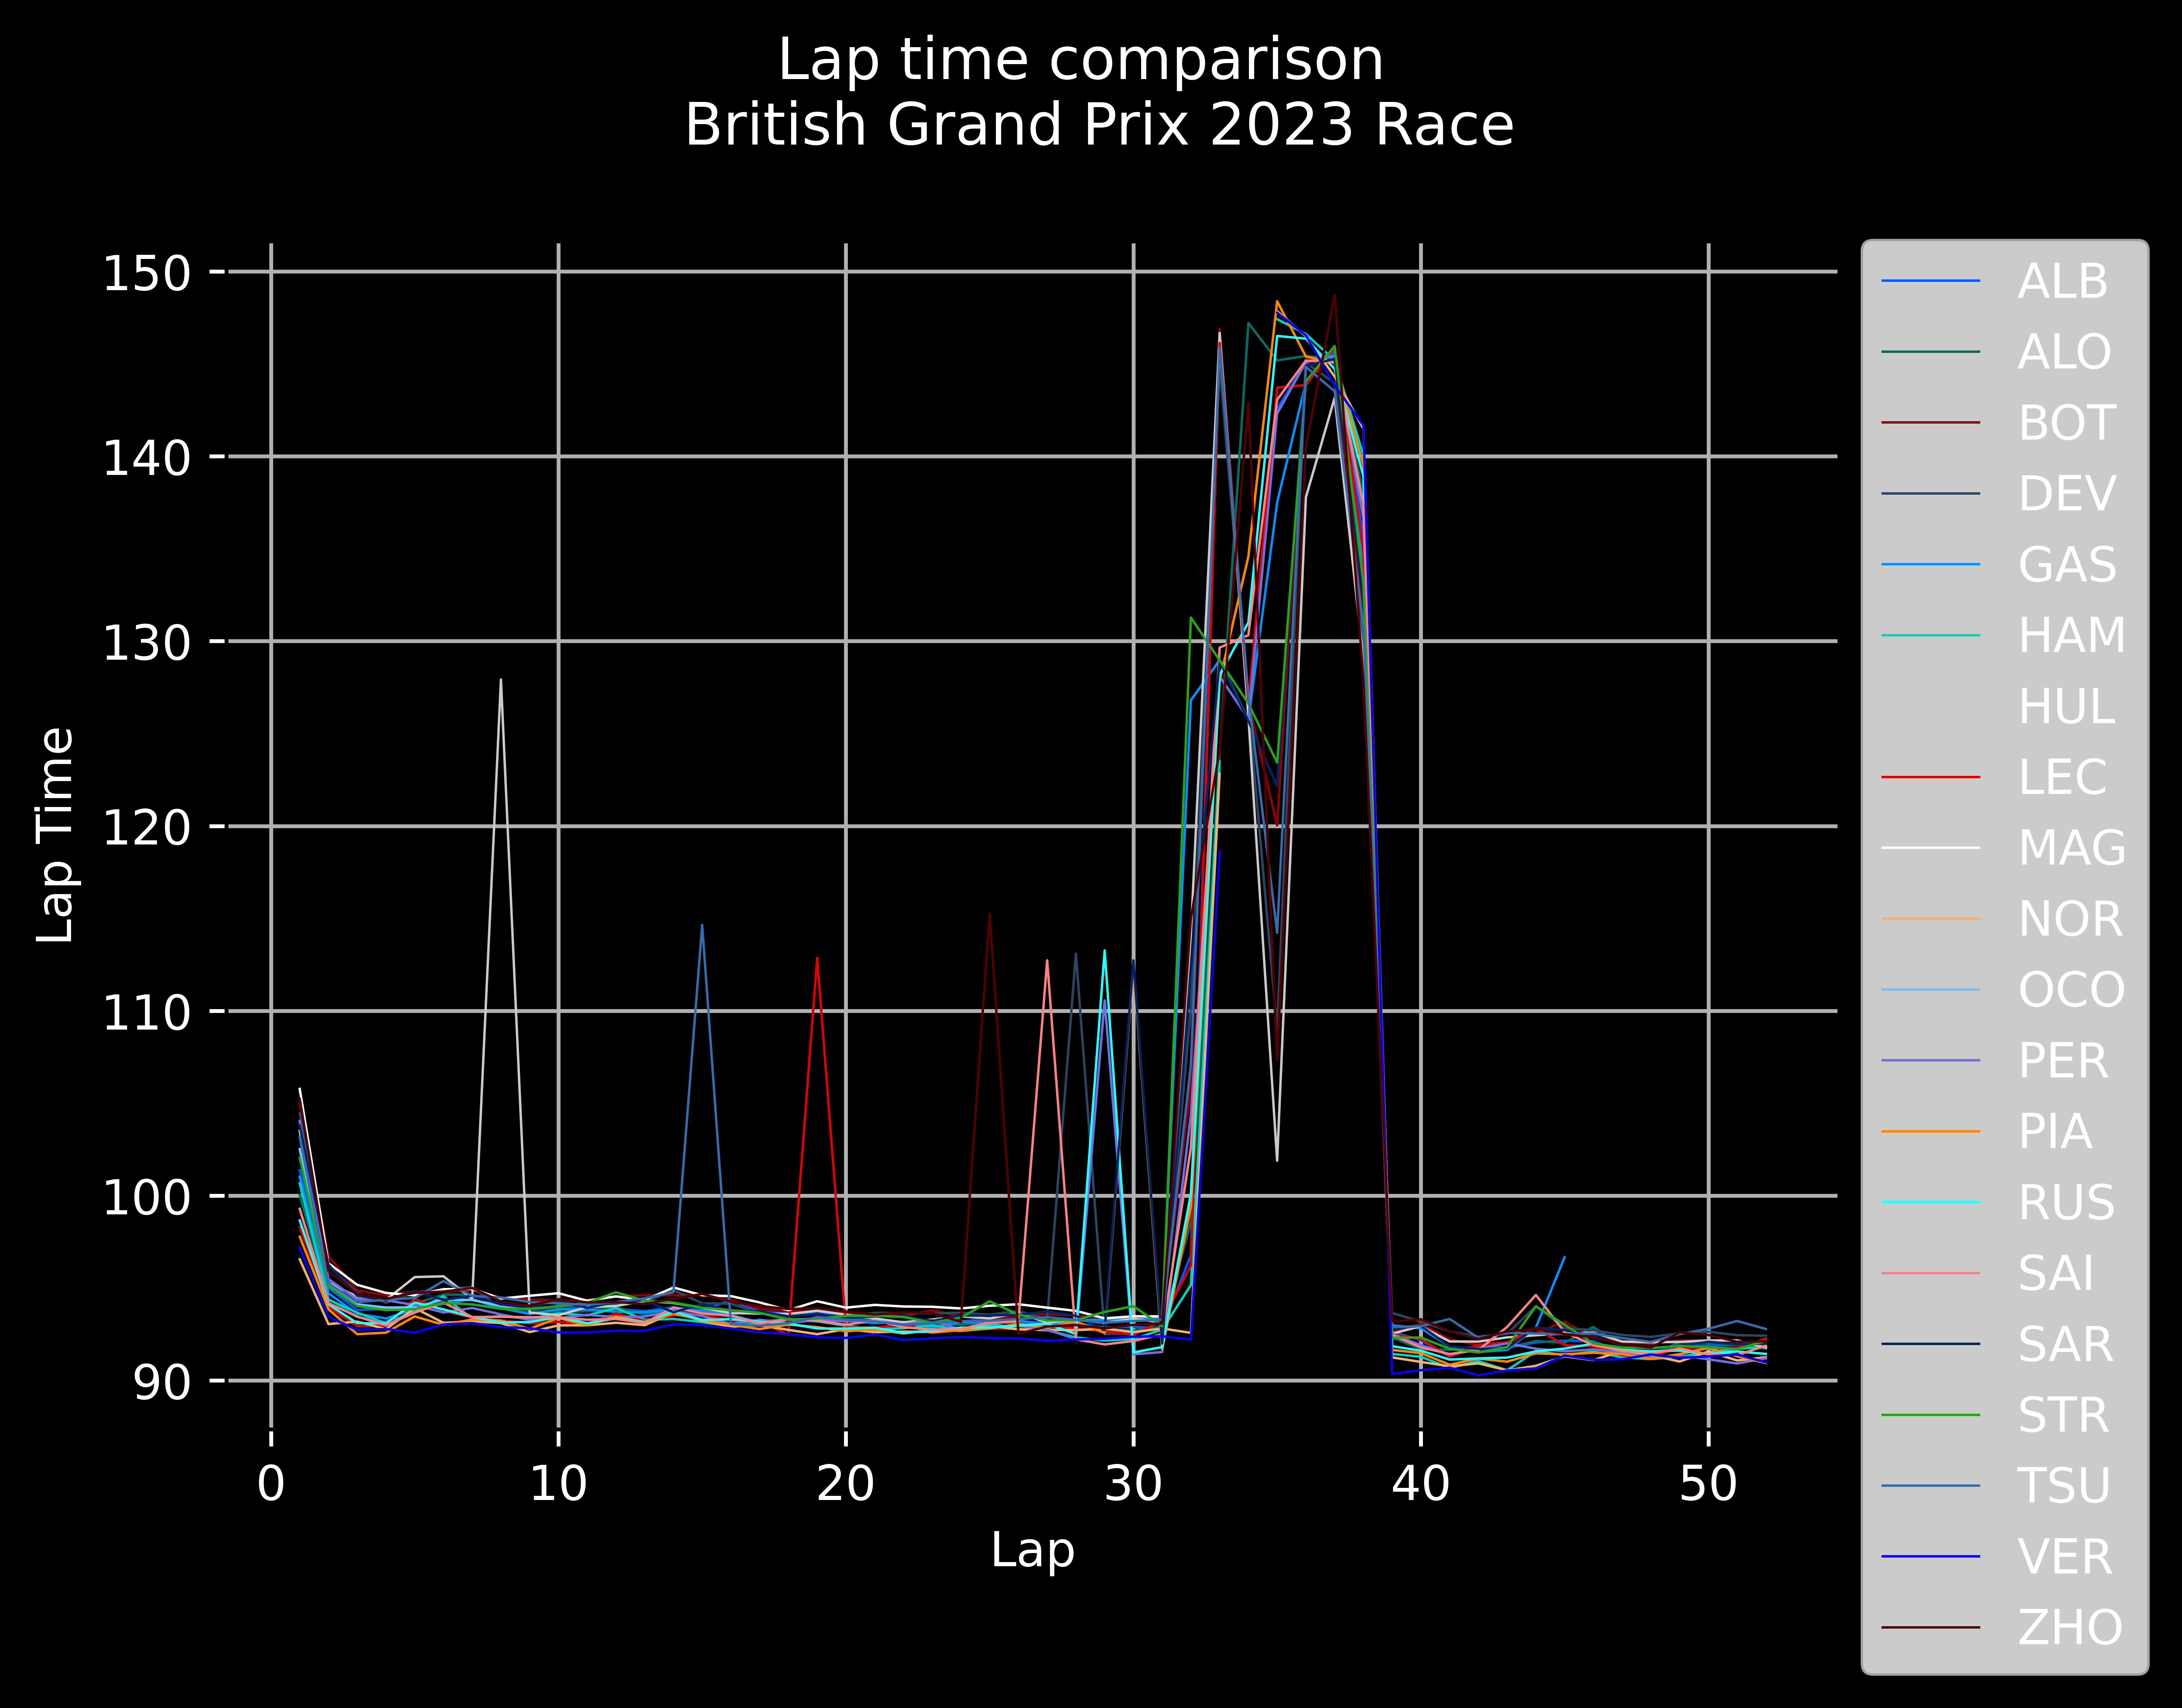 Lap time comparison
British Grand Prix 2023 Race
150
140
130
120
110
100
90
Lap Time
0 10 20 30 40 50
Lap
ALB
ALO
BOT
DEV
GAS
HAM
HUL
LEC
MAG
NOR
OCO
PER
PIA
RUS
SAI
SAR
STR
TSU
VER
ZHO